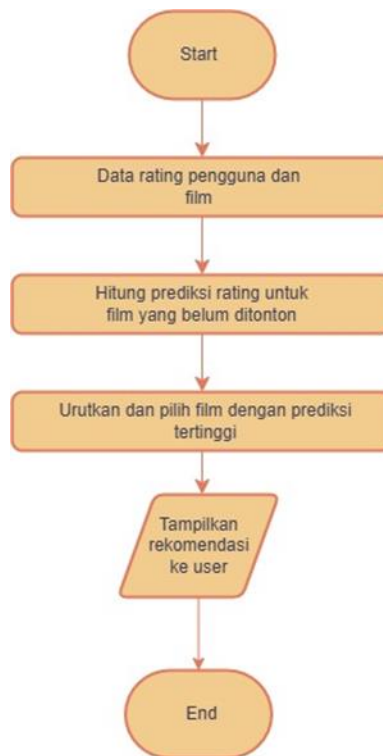 Start
Data rating pengguna dan
film
Hitung prediksi rating untuk
film yang belum ditonton
Urutkan dan pilih film dengan prediksi
tertinggi
Tampilkan
rekomendasi
ke user
End